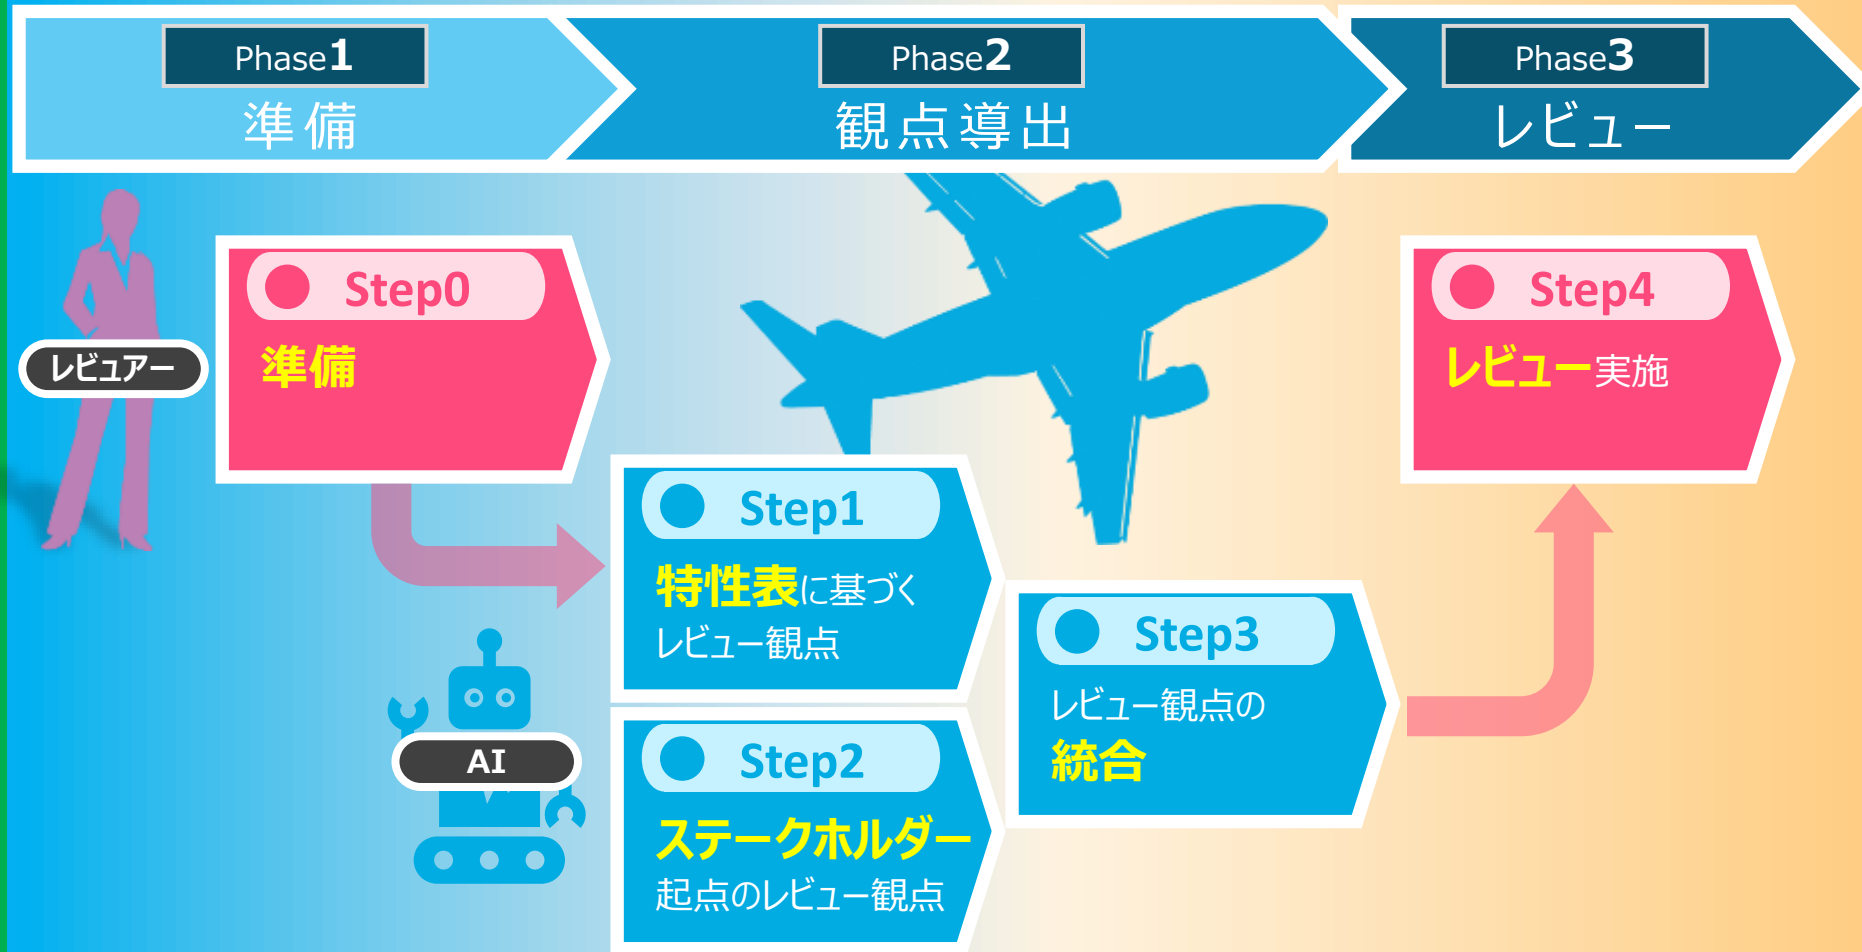 Phase1
準備
Phase2
観点導出
Phase3
レビュー
レビュアー
Step0
準備
Step1
特性表に基づく
レビュー観点
AI
Step2
ステークホルダー
起点のレビュー観点
Step3
レビュー観点の
統合
Step4
レビュー実施